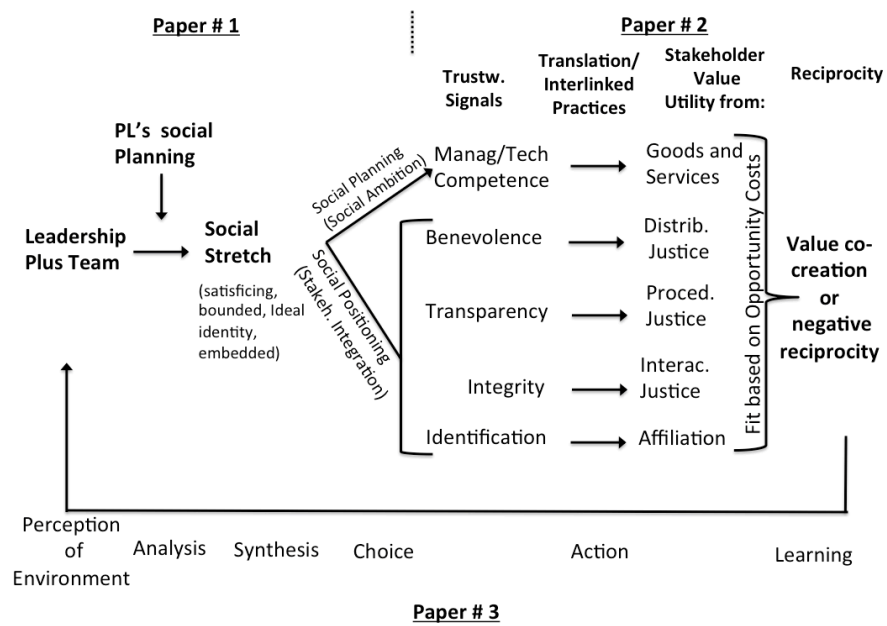 Paper # 1
Paper # 2
Trustw.
Signals
Translation/
Interlinked
Practices
Stakeholder
Value
Utility from:
Reciprocity
PL's social
Planning
Leadership
Plus Team
Social
Stretch
(satisficing,
bounded, Ideal
identity,
embedded)
Social Planning
(Social Ambition)
Social Positioning
(Stakeh. Integration)
Manag/Tech
Competence
Goods and
Services
Benevolence
Distrib.
Justice
Transparency
Proced.
Justice
Integrity
Interac.
Justice
Identification
Affiliation
Fit based on Opportunity Costs
Value co-
creation
or
negative
reciprocity
Perception
of
Environment
Analysis
Synthesis
Choice
Action
Learning
Paper # 3